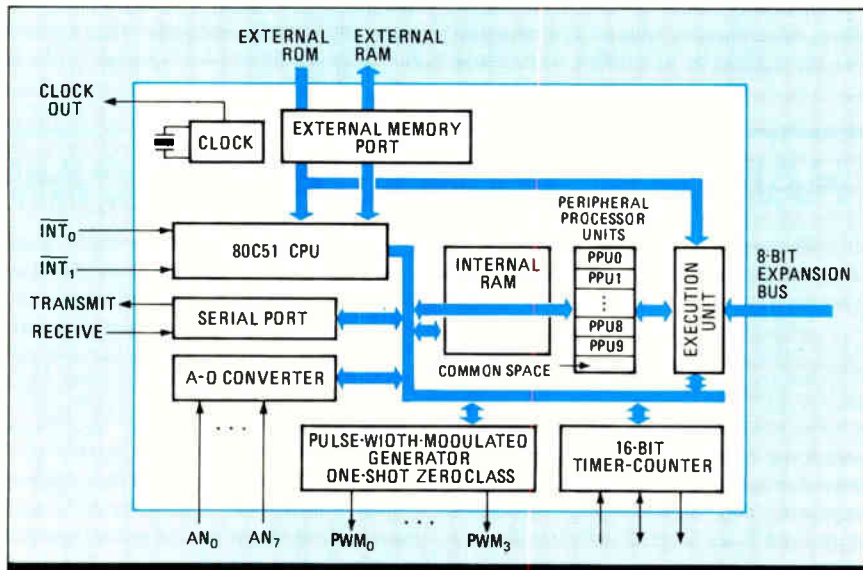 EXTERNAL
ROM
EXTERNAL
RAM
CLOCK
OUT
CLOCK
EXTERNAL MEMORY
PORT
INT0
INT1
80C51 CPU
TRANSMIT
RECEIVE
SERIAL PORT
A-D CONVERTER
INTERNAL
RAM
PERIPHERAL
PROCESSOR
UNITS
PPU0
PPU1
⋮
PPU8
PPU9
COMMON SPACE
EXECUTION
UNIT
8-BIT
EXPANSION
BUS
PULSE-WIDTH-MODULATED
GENERATOR
ONE-SHOT ZEROCLASS
16-BIT
TIMER-COUNTER
...
AN0
AN7
PWM0
...
PWM3